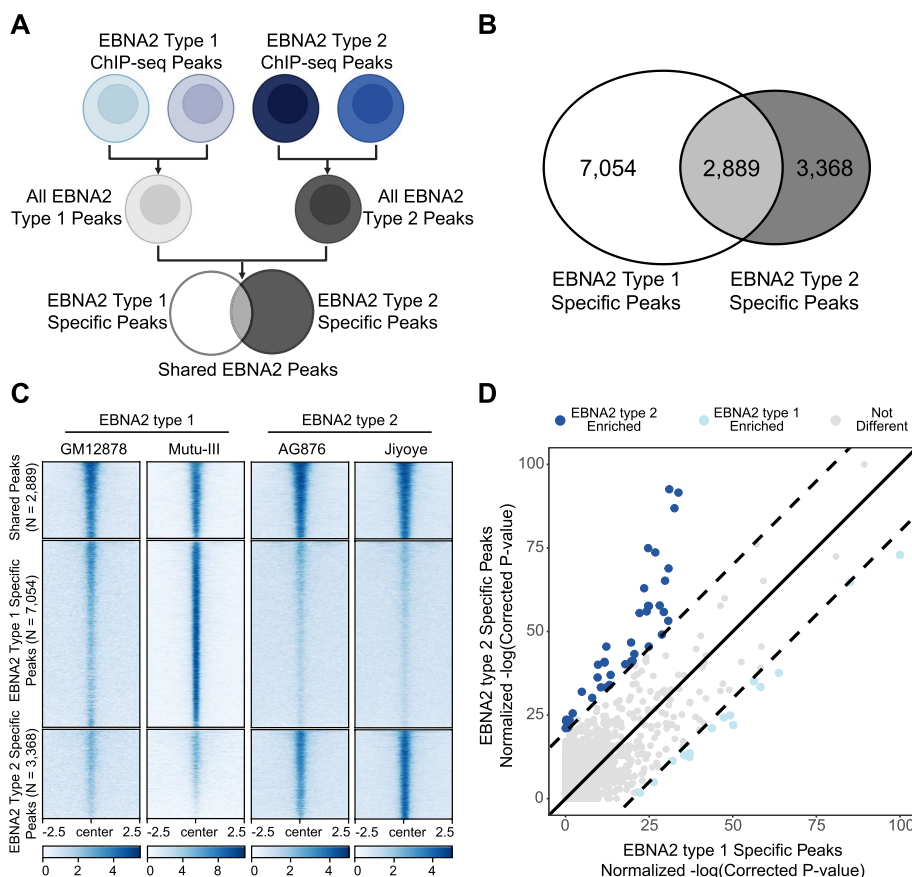 A
EBNA2 Type 1
ChIP-seq Peaks
EBNA2 Type 2
ChIP-seq Peaks
All EBNA2
Type 1 Peaks
All EBNA2
Type 2 Peaks
EBNA2 Type 1
Specific Peaks
EBNA2 Type 2
Specific Peaks
Shared EBNA2 Peaks
B
7,054
2,889
3,368
EBNA2 Type 1
Specific Peaks
EBNA2 Type 2
Specific Peaks
C
EBNA2 type 1
EBNA2 type 2
GM12878
Mutu-III
AG876
Jiyoye
Shared Peaks
(N = 2,889)
EBNA2 Type 1 Specific
Peaks (N = 7,054)
EBNA2 Type 2 Specific
Peaks (N = 3,368)
-2.5 center 2.5
-2.5 center 2.5
-2.5 center 2.5
-2.5 center 2.5
0 2 4
0 2 4 6 8
0 2 4
0 2 4
D
EBNA2 type 2
Enriched
EBNA2 type 1
Enriched
Not
Different
EBNA2 type 2 Specific Peaks
Normalized -log(Corrected P-value)
100
75
50
25
0
0 25 50 75 100
EBNA2 type 1 Specific Peaks
Normalized -log(Corrected P-value)